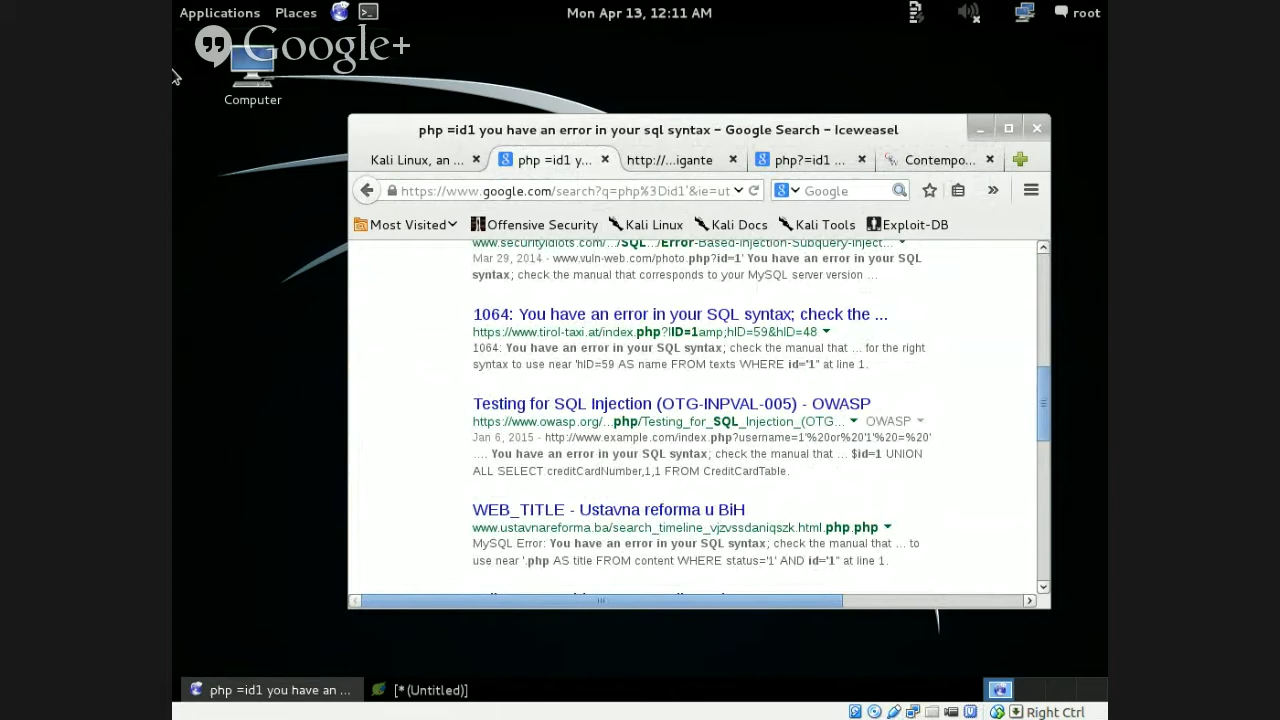 Applications Places
Mon Apr 13, 12:11 AM
root
Google+
Computer
php =id1 you have an error in your sql syntax - Google Search - Iceweasel
Kali Linux, an ...
php =id1 y...
http:/...igante
php?=id1 ...
Contempo...
https://www.google.com/search?q=php%3Did1'&ie=ut
Google
Most Visited
Offensive Security
Kali Linux
Kali Docs
Kali Tools
Exploit-DB
www.securityidiots.com/.../SQL.../Error-Based-Injection-Subquery-Inject...
Mar 29, 2014 - www.vuln-web.com/photo.php?id=1' You have an error in your SQL
syntax; check the manual that corresponds to your MySQL server version ...
1064: You have an error in your SQL syntax; check the ...
https://www.tirol-taxi.at/index.php?lID=1amp;hID=59&hID=48
1064: You have an error in your SQL syntax; check the manual that ... for the right
syntax to use near 'hID=59 AS name FROM texts WHERE id='1'' at line 1.
Testing for SQL Injection (OTG-INPVAL-005) - OWASP
https://www.owasp.org/...php/Testing_for_SQL_Injection_(OTG... OWASP
Jan 6, 2015 - http://www.example.com/index.php?username=1'%20or%20'1'%20=%20'
.... You have an error in your SQL syntax; check the manual that ... $id=1 UNION
ALL SELECT creditCardNumber,1,1 FROM CreditCardTable.
WEB_TITLE - Ustavna reforma u BiH
www.ustavnareforma.ba/search_timeline_vjzvssdaniqszk.html.php.php
MySQL Error: You have an error in your SQL syntax; check the manual that ... to
use near '.php AS title FROM content WHERE status='1' AND id='1'' at line 1.
php =id1 you have an ...
[*(Untitled)]
Right Ctrl